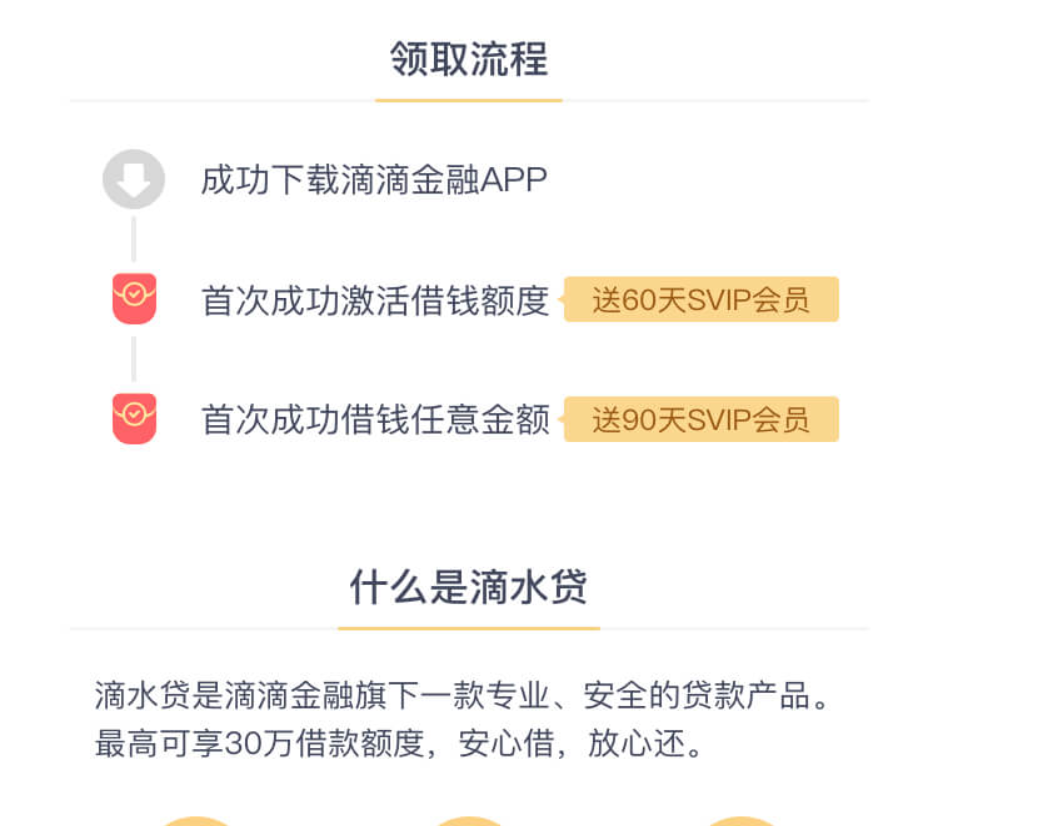 领取流程
成功下载滴滴金融APP
首次成功激活借钱额度
送60天SVIP会员
首次成功借钱任意金额
送90天SVIP会员
什么是滴水贷
滴水贷是滴滴金融旗下一款专业、安全的贷款产品。
最高可享30万借款额度，安心借，放心还。